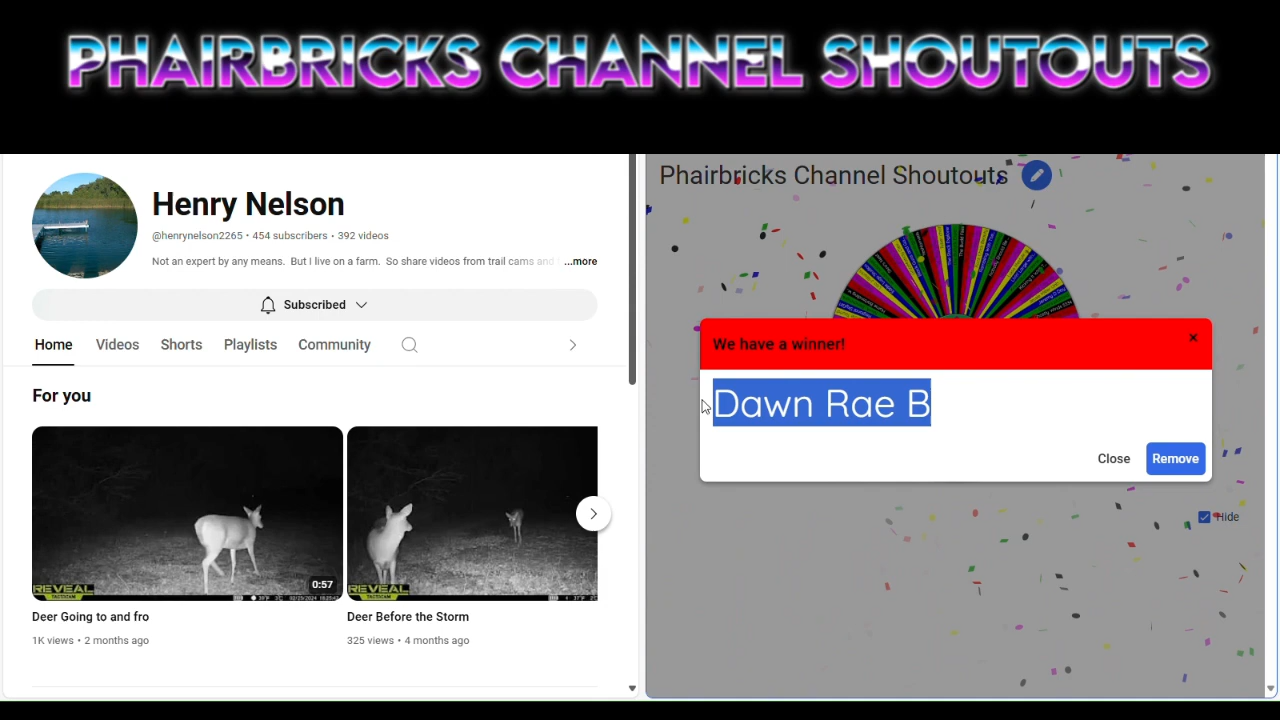 PHAIRBRICKS CHANNEL SHOUTOUTS
Henry Nelson
@henrynelson2265 • 454 subscribers • 392 videos
Not an expert by any means. But I live on a farm. So share videos from trail cams and ...more
Subscribed
Home Videos Shorts Playlists Community
For you
REVEAL
TACTACAM
0:57
REVEAL
TACTACAM
Deer Going to and fro
1K views • 2 months ago
Deer Before the Storm
325 views • 4 months ago
Phairbricks Channel Shoutouts
We have a winner!
×
Dawn Rae B
Close Remove
Hide